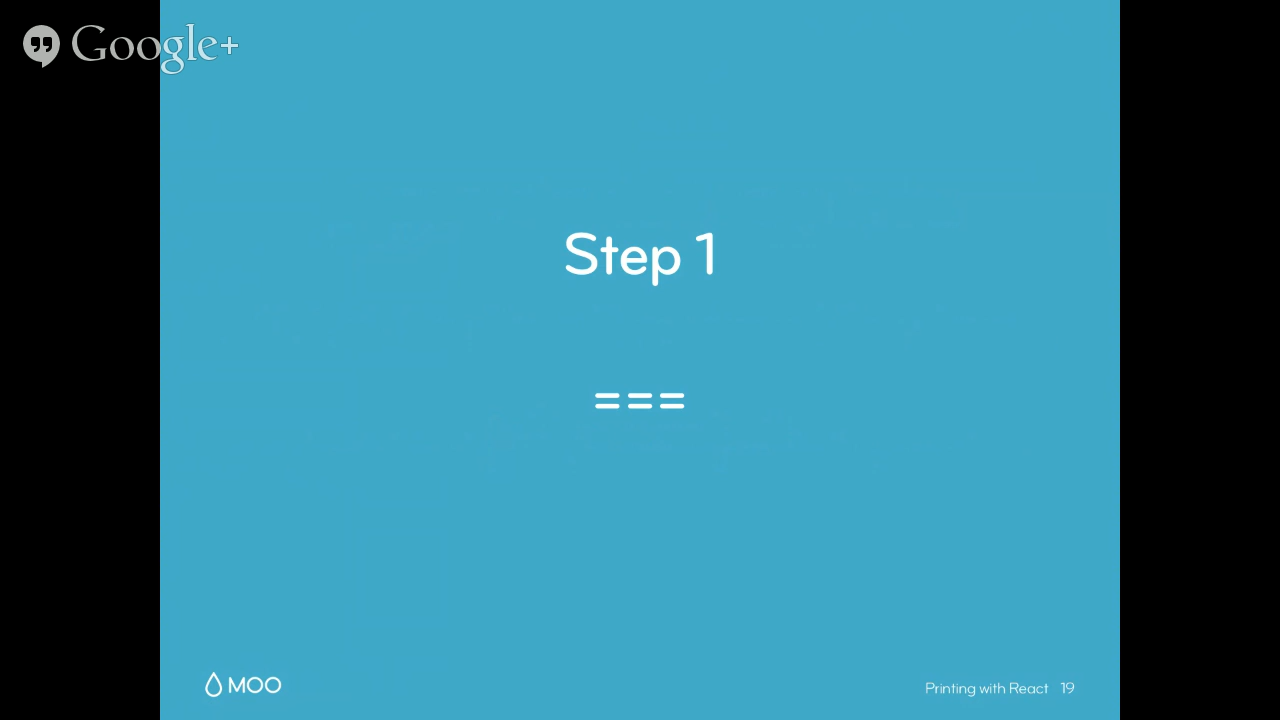 Google+
Step 1
===
MOO
Printing with React 19